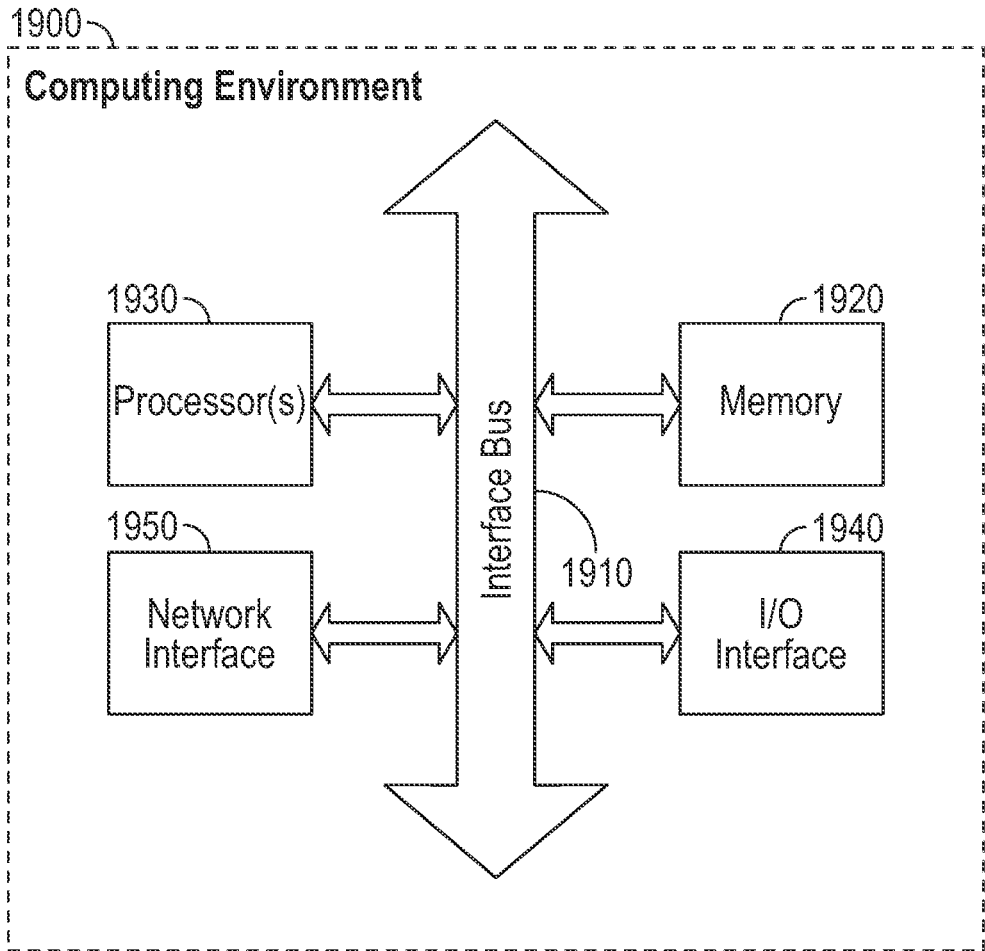 1900
Computing Environment
1930
Processor(s)
1920
Memory
Interface Bus
1910
1950
Network
Interface
1940
I/O
Interface